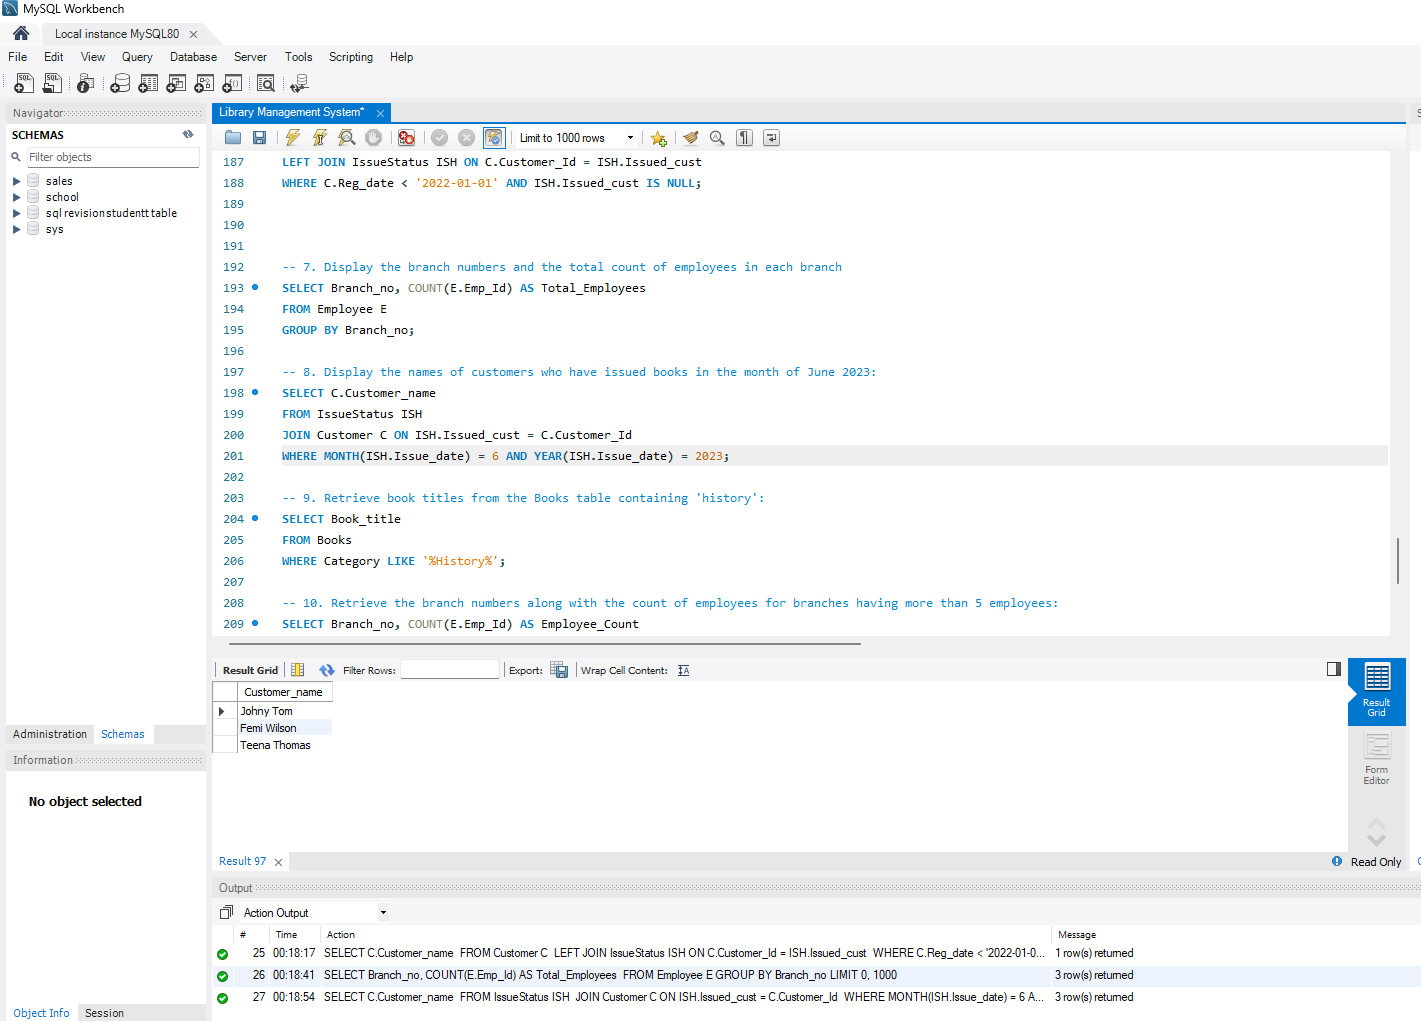 MySQL Workbench
Local instance MySQL80
File Edit View Query Database Server Tools Scripting Help
Navigator
SCHEMAS
Filter objects
sales
school
sql revision studentt table
sys
Administration Schemas
Information
No object selected
Object Info Session
Library Management System*
Limit to 1000 rows
187 LEFT JOIN IssueStatus ISH ON C.Customer_Id = ISH.Issued_cust
188 WHERE C.Reg_date < '2022-01-01' AND ISH.Issued_cust IS NULL;
189
190
191
192 -- 7. Display the branch numbers and the total count of employees in each branch
193 SELECT Branch_no, COUNT(E.Emp_Id) AS Total_Employees
194 FROM Employee E
195 GROUP BY Branch_no;
196
197 -- 8. Display the names of customers who have issued books in the month of June 2023:
198 SELECT C.Customer_name
199 FROM IssueStatus ISH
200 JOIN Customer C ON ISH.Issued_cust = C.Customer_Id
201 WHERE MONTH(ISH.Issue_date) = 6 AND YEAR(ISH.Issue_date) = 2023;
202
203 -- 9. Retrieve book titles from the Books table containing 'history':
204 SELECT Book_title
205 FROM Books
206 WHERE Category LIKE '%History%';
207
208 -- 10. Retrieve the branch numbers along with the count of employees for branches having more than 5 employees:
209 SELECT Branch_no, COUNT(E.Emp_Id) AS Employee_Count
Result Grid Filter Rows: Export: Wrap Cell Content:
Customer_name
Johny Tom
Femi Wilson
Teena Thomas
Result
Grid
Form
Editor
Result 97
Read Only
Output
Action Output
# Time Action Message
25 00:18:17 SELECT C.Customer_name FROM Customer C LEFT JOIN IssueStatus ISH ON C.Customer_Id = ISH.Issued_cust WHERE C.Reg_date < '2022-01-0... 1 row(s) returned
26 00:18:41 SELECT Branch_no, COUNT(E.Emp_Id) AS Total_Employees FROM Employee E GROUP BY Branch_no LIMIT 0, 1000 3 row(s) returned
27 00:18:54 SELECT C.Customer_name FROM IssueStatus ISH JOIN Customer C ON ISH.Issued_cust = C.Customer_Id WHERE MONTH(ISH.Issue_date) = 6 A... 3 row(s) returned